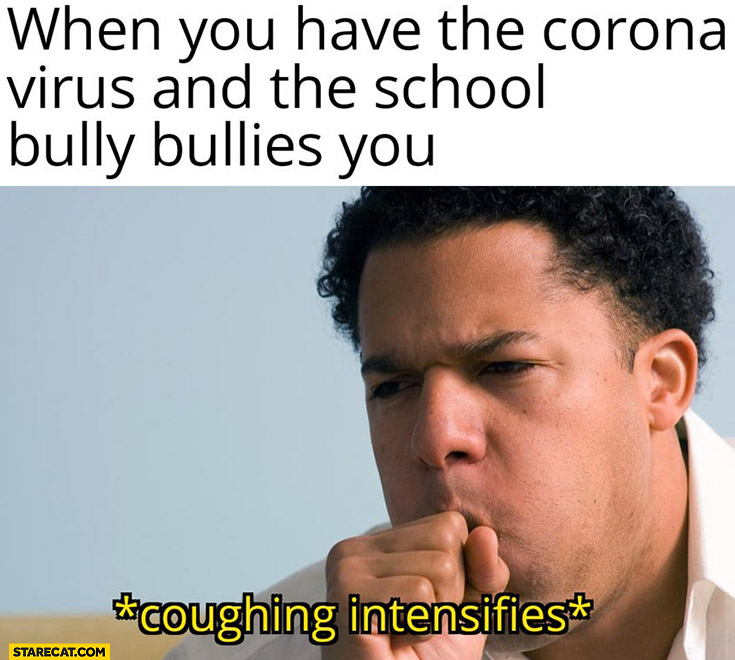 When you have the corona
virus and the school
bully bullies you
*coughing intensifies*
STARECAT.COM